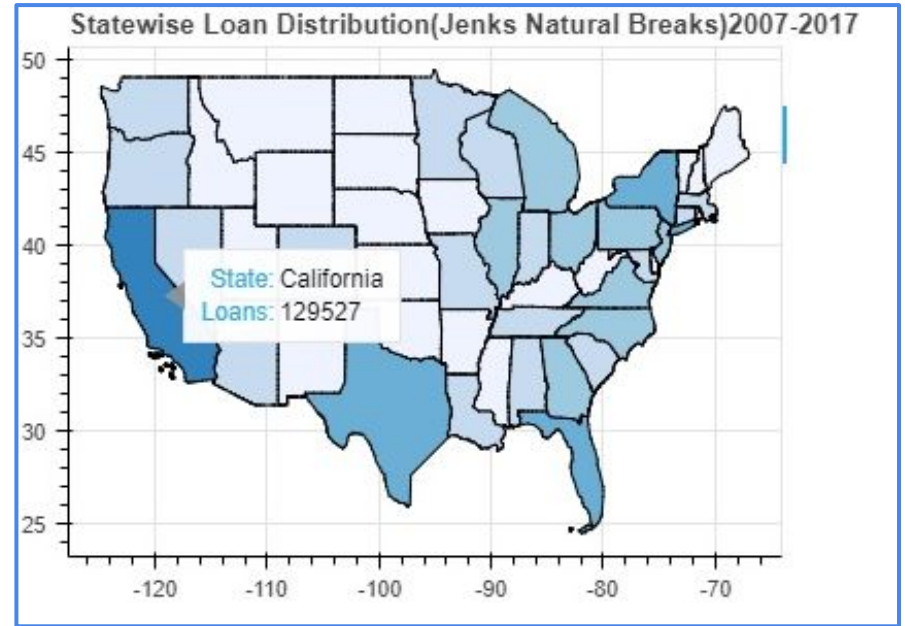 Statewise Loan Distribution(Jenks Natural Breaks)2007-2017
50
45
40
35
30
25
State: California
Loans: 129527
-120 -110 -100 -90 -80 -70